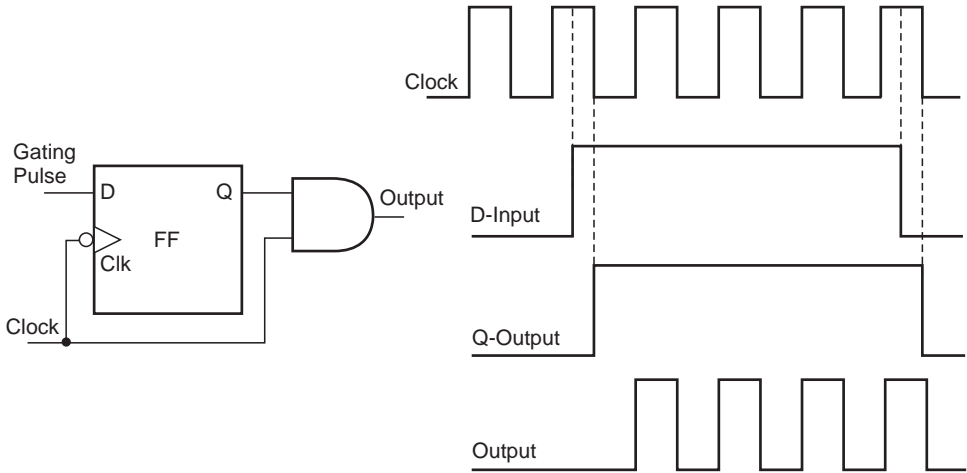 Gating
Pulse
D
Q
FF
Clk
Clock
Output
Clock
D-Input
Q-Output
Output